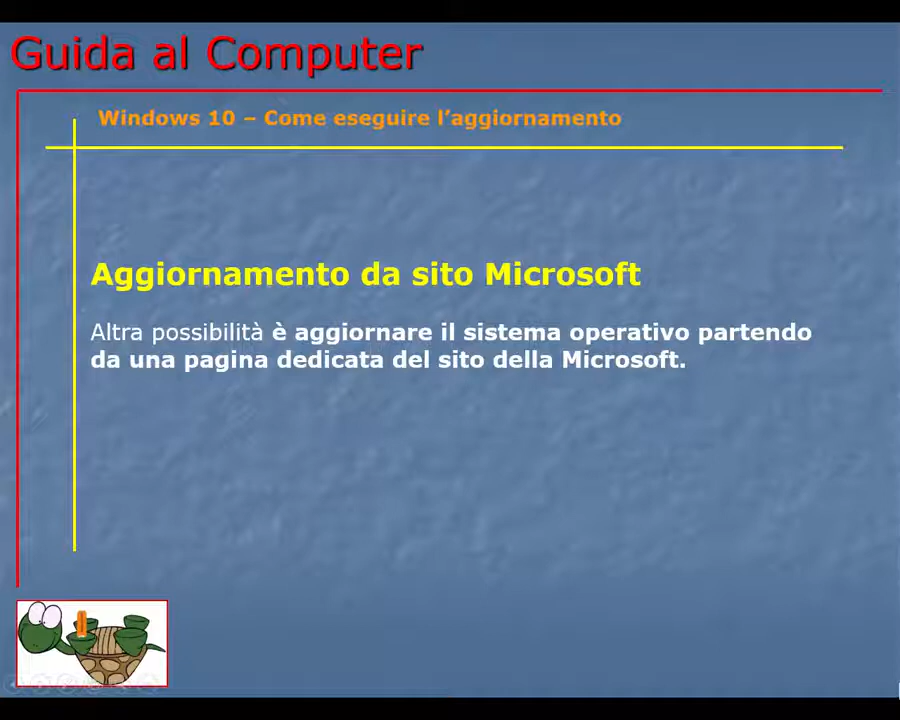 Guida al Computer
Windows 10 – Come eseguire l’aggiornamento
Aggiornamento da sito Microsoft
Altra possibilità è aggiornare il sistema operativo partendo
da una pagina dedicata del sito della Microsoft.